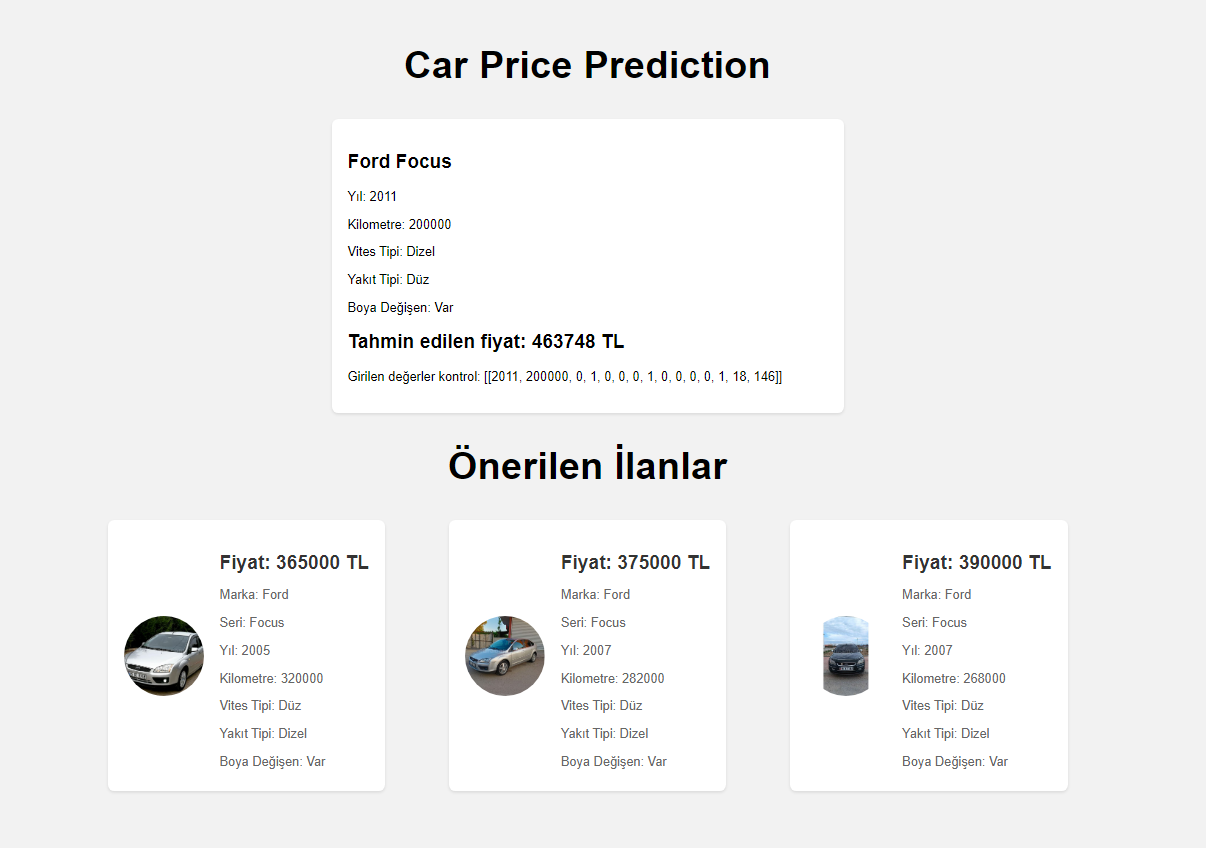 Car Price Prediction
Ford Focus
Yıl: 2011
Kilometre: 200000
Vites Tipi: Dizel
Yakıt Tipi: Düz
Boya Değişen: Var
Tahmin edilen fiyat: 463748 TL
Girilen değerler kontrol: [[2011, 200000, 0, 1, 0, 0, 0, 1, 0, 0, 0, 0, 1, 18, 146]]
Önerilen İlanlar
Fiyat: 365000 TL
Marka: Ford
Seri: Focus
Yıl: 2005
Kilometre: 320000
Vites Tipi: Düz
Yakıt Tipi: Dizel
Boya Değişen: Var
Fiyat: 375000 TL
Marka: Ford
Seri: Focus
Yıl: 2007
Kilometre: 282000
Vites Tipi: Düz
Yakıt Tipi: Dizel
Boya Değişen: Var
Fiyat: 390000 TL
Marka: Ford
Seri: Focus
Yıl: 2007
Kilometre: 268000
Vites Tipi: Düz
Yakıt Tipi: Dizel
Boya Değişen: Var